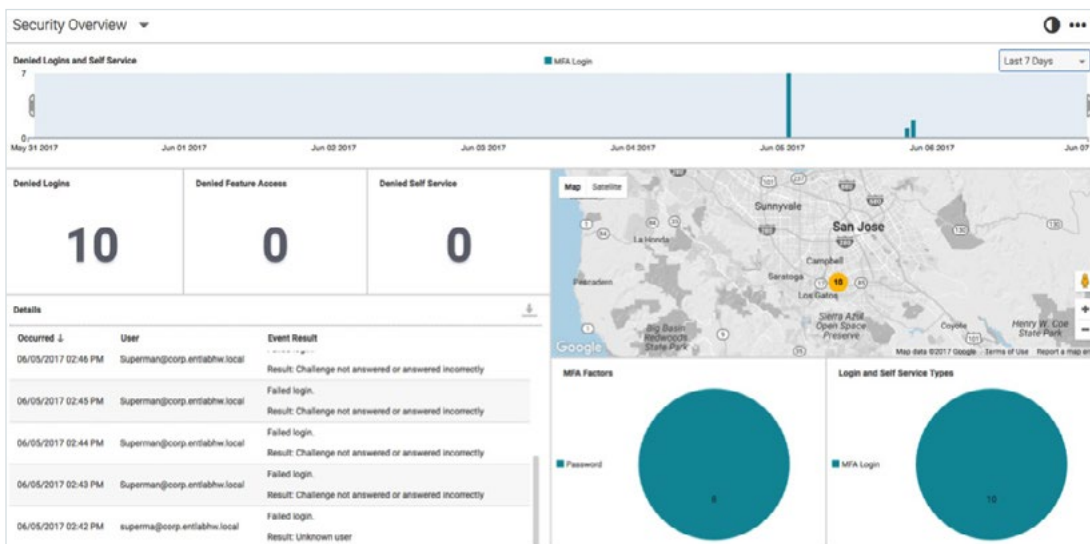 Security Overview
Denied Logins and Self Service
MFA Login
Last 7 Days
7
0
May 31 2017
Jun 01 2017
Jun 02 2017
Jun 03 2017
Jun 04 2017
Jun 05 2017
Jun 06 2017
Jun 07
Denied Logins
10
Denied Feature Access
0
Denied Self Service
0
Details
Occurred ↓ User Event Result
06/05/2017 02:46 PM Superman@corp.entlabhw.local
Result: Challenge not answered or answered incorrectly
06/05/2017 02:45 PM Superman@corp.entlabhw.local Failed login.
Result: Challenge not answered or answered incorrectly
06/05/2017 02:44 PM Superman@corp.entlabhw.local Failed login.
Result: Challenge not answered or answered incorrectly
06/05/2017 02:43 PM Superman@corp.entlabhw.local Failed login.
Result: Challenge not answered or answered incorrectly
06/05/2017 02:42 PM superma@corp.entlabhw.local Failed login.
Result: Unknown user
Map Satellite
Sunnyvale
San Jose
La Honda
Campbell
Saratoga
10
Los Gatos
Pescadero
Sierra Azul
Open Space
Preserve
Big Basin
Redwoods
State Park
Coyote
Henry W. Coe
State Park
Google
Map data ©2017 Google Terms of Use Report a map
MFA Factors
Password
Login and Self Service Types
MFA Login
10